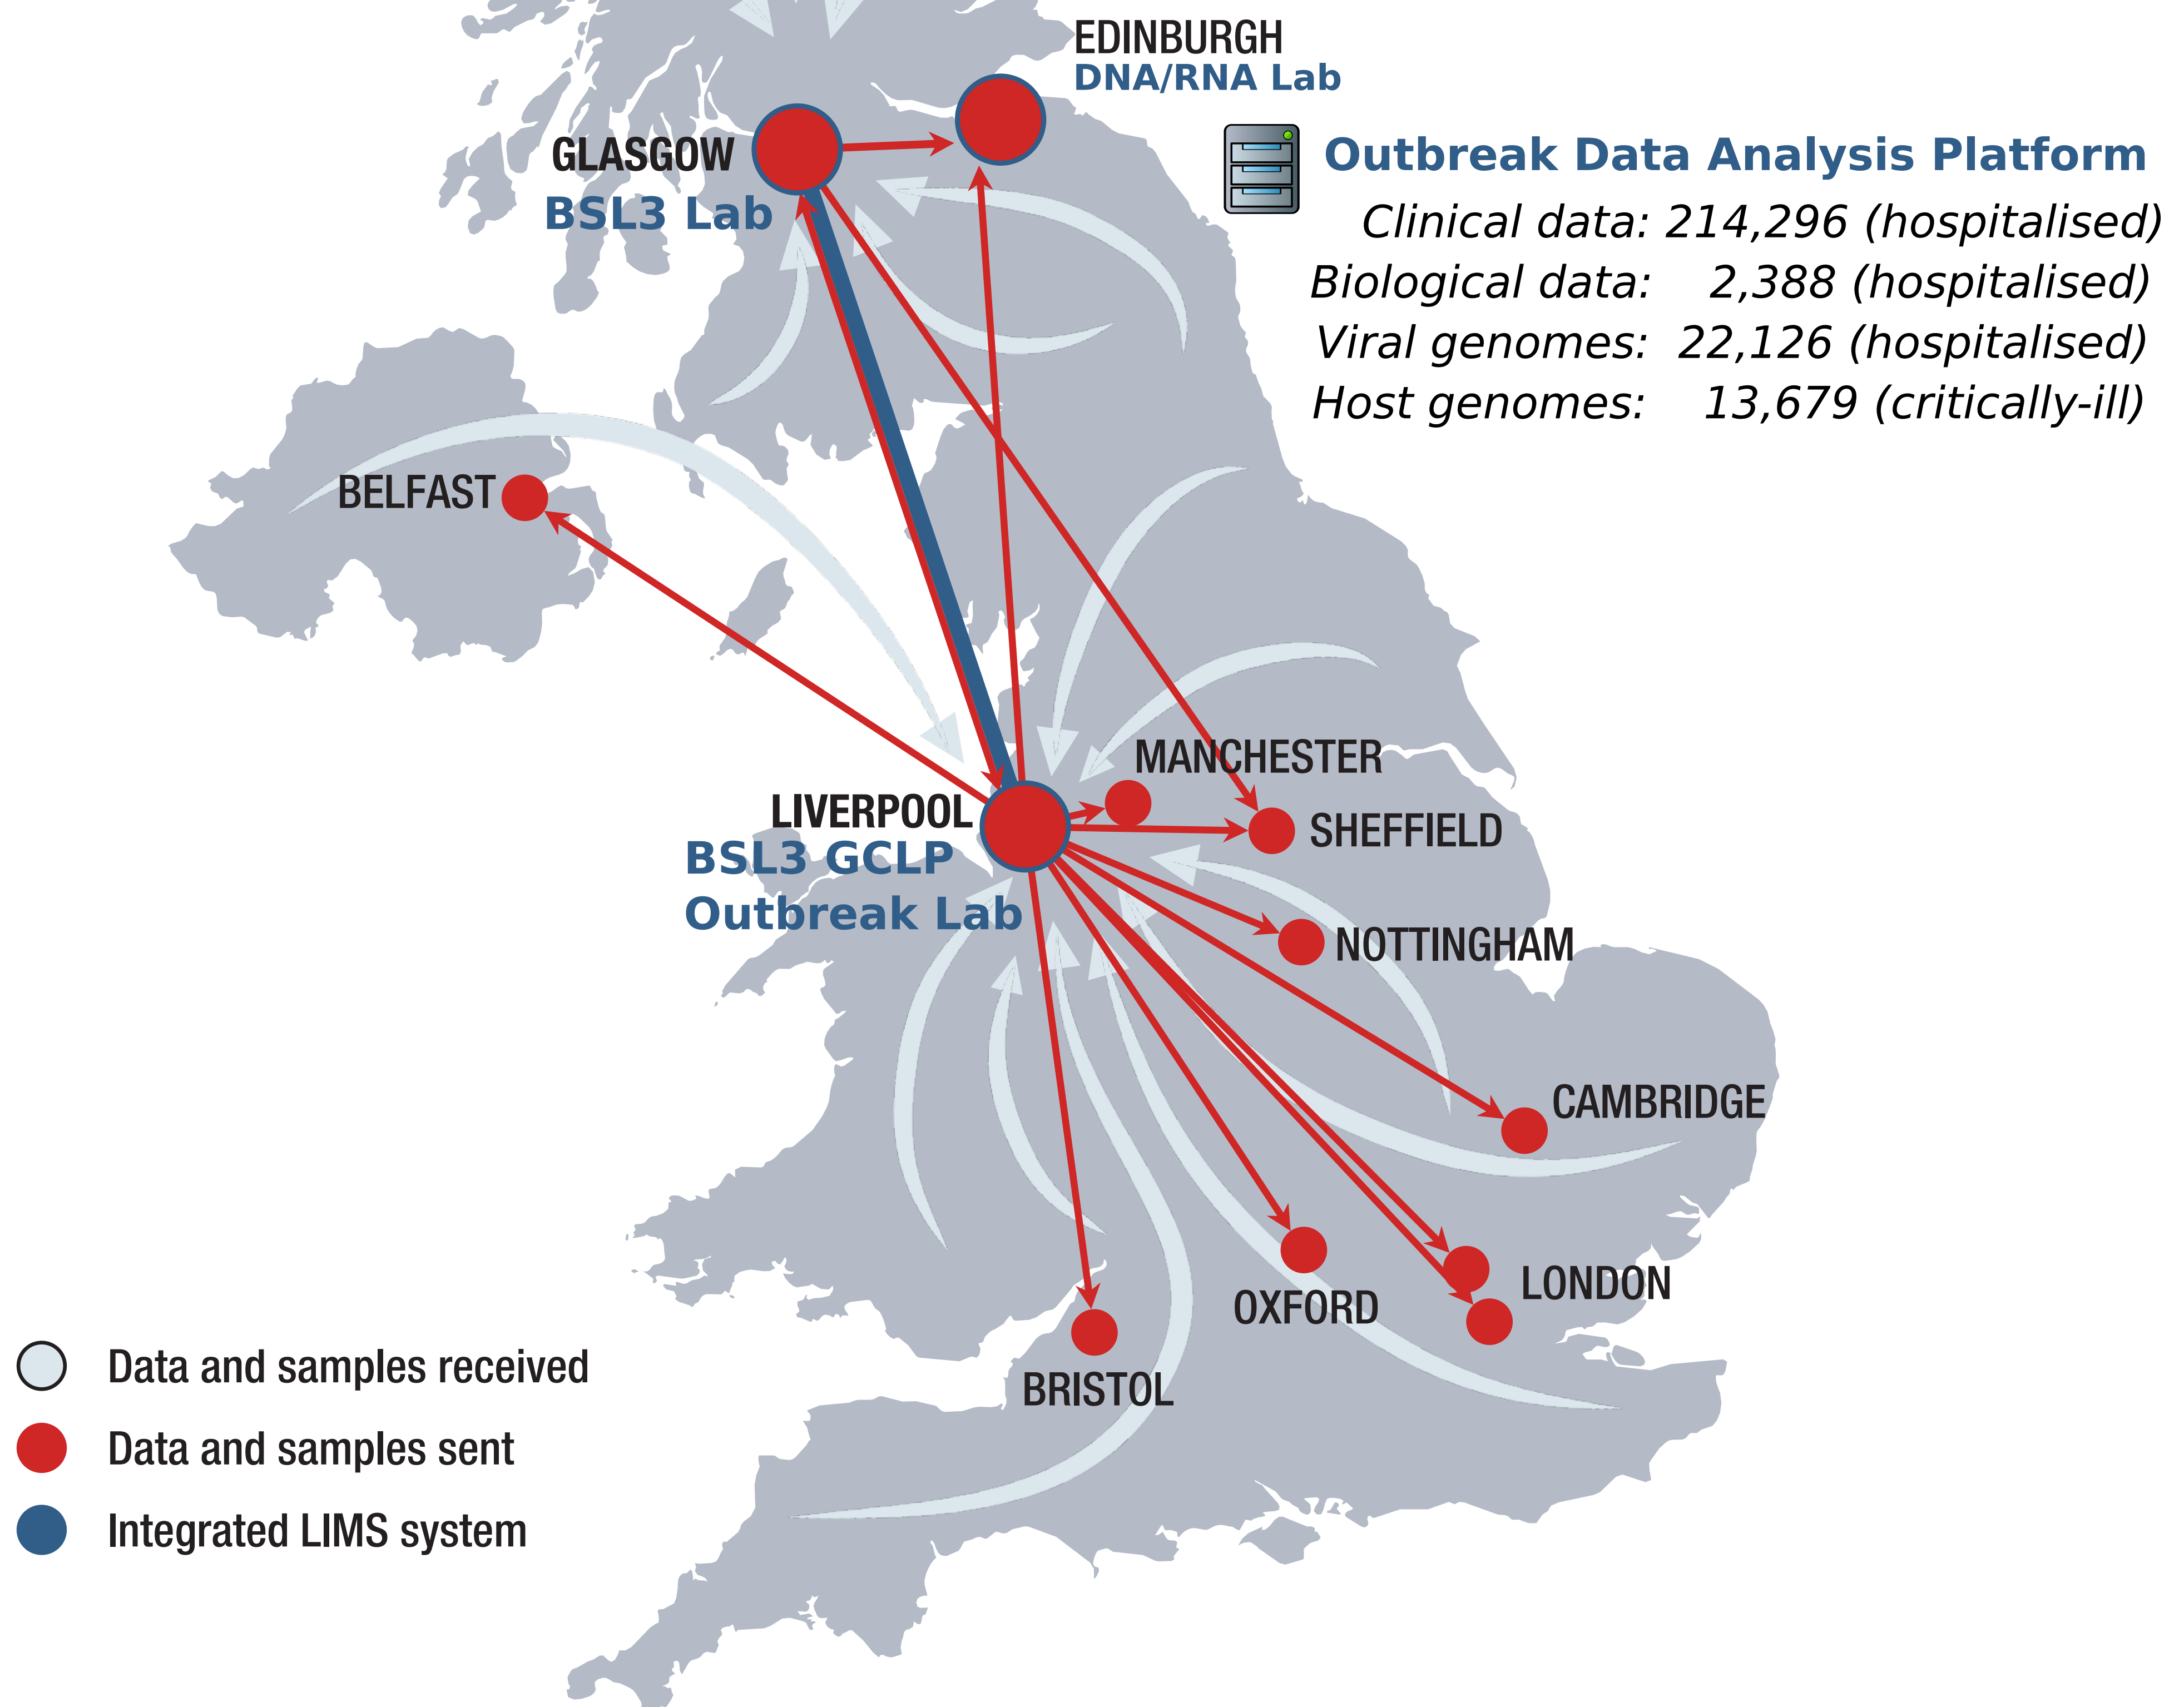 EDINBURGH
DNA/RNA Lab
GLASGOW
BSL3 Lab
Outbreak Data Analysis Platform
Clinical data: 214,296 (hospitalised)
Biological data: 2,388 (hospitalised)
Viral genomes: 22,126 (hospitalised)
Host genomes: 13,679 (critically-ill)
BELFAST
MANCHESTER
LIVERPOOL
BSL3 GCLP
Outbreak Lab
SHEFFIELD
NOTTINGHAM
CAMBRIDGE
LONDON
OXFORD
BRISTOL
Data and samples received
Data and samples sent
Integrated LIMS system